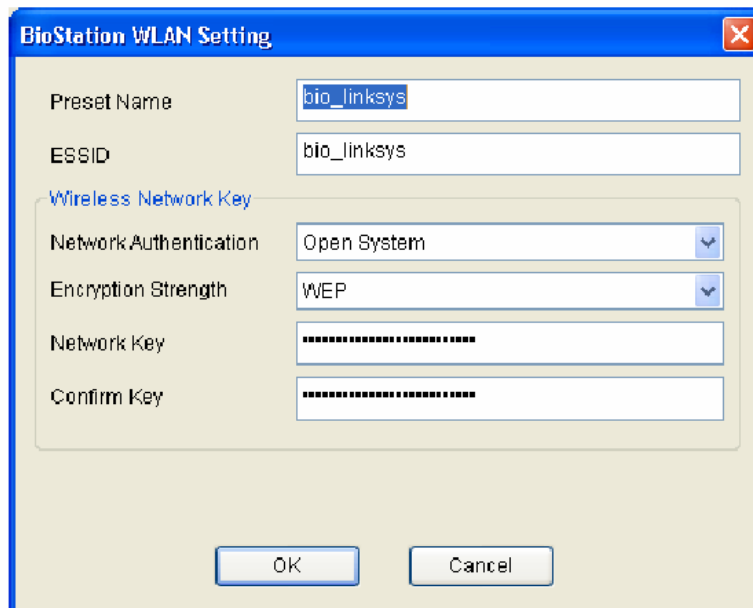 BioStation WLAN Setting
Preset Name bio_linksys
ESSID bio_linksys
Wireless Network Key
Network Authentication Open System
Encryption Strength WEP
Network Key ••••••••••••••••••••••••••
Confirm Key ••••••••••••••••••••••••••
OK Cancel